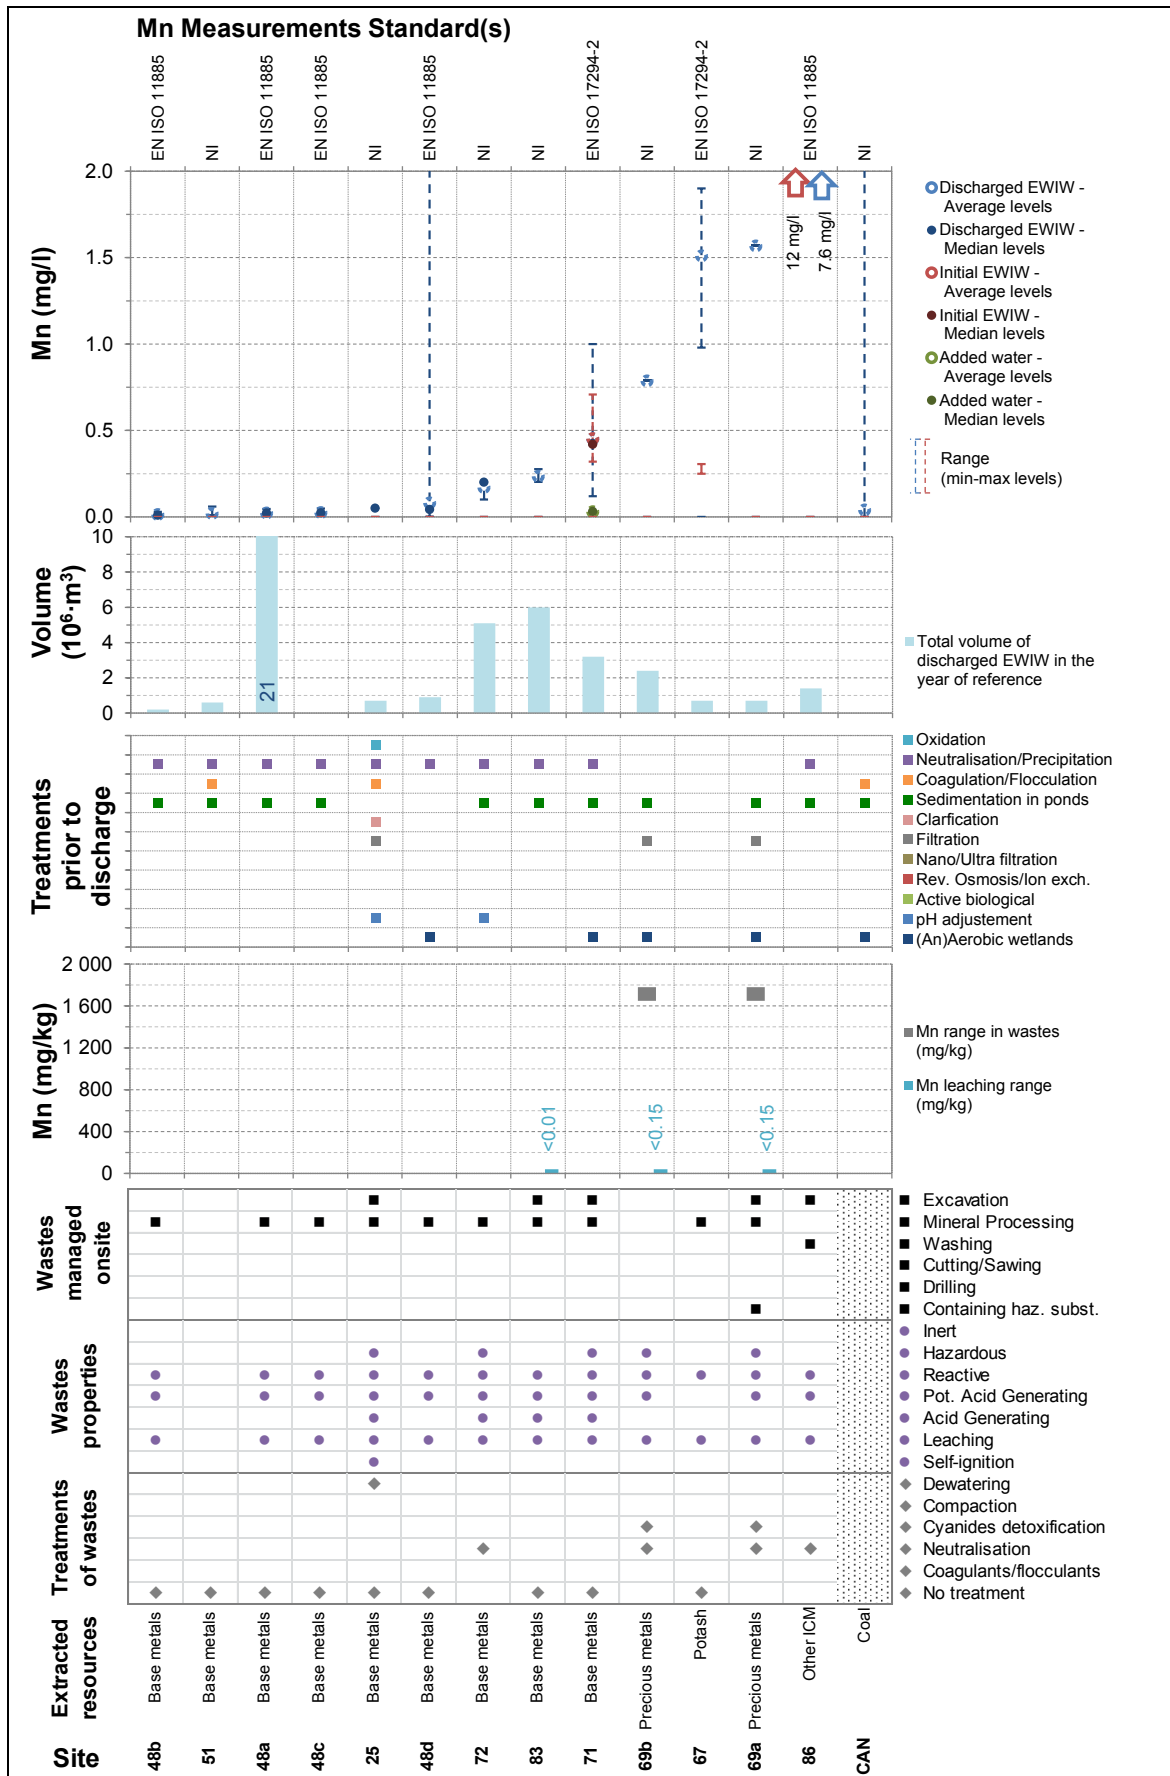 Mn Measurements Standard(s)
EN ISO 11885
NI
EN ISO 11885
EN ISO 11885
NI
EN ISO 11885
NI
NI
EN ISO 17294-2
NI
EN ISO 17294-2
NI
EN ISO 11885
NI
Mn (mg/l)
2.0
1.5
1.0
0.5
0.0
12 mg/l
7.6 mg/l
Discharged EWIW -
Average levels
Discharged EWIW -
Median levels
Initial EWIW -
Average levels
Initial EWIW -
Median levels
Added water -
Average levels
Added water -
Median levels
Range
(min-max levels)
Volume
(10⁶·m³)
10
8
6
4
2
0
21
Total volume of
discharged EWIW in the
year of reference
Treatments
prior to
discharge
Oxidation
Neutralisation/Precipitation
Coagulation/Flocculation
Sedimentation in ponds
Clarfication
Filtration
Nano/Ultra filtration
Rev. Osmosis/Ion exch.
Active biological
pH adjustement
(An)Aerobic wetlands
Mn (mg/kg)
2 000
1 600
1 200
800
400
0
<0.01
<0.15
<0.15
Mn range in wastes
(mg/kg)
Mn leaching range
(mg/kg)
Wastes
managed
onsite
Excavation
Mineral Processing
Washing
Cutting/Sawing
Drilling
Containing haz. subst.
Wastes
properties
Inert
Hazardous
Reactive
Pot. Acid Generating
Acid Generating
Leaching
Self-ignition
Treatments
of wastes
Dewatering
Compaction
Cyanides detoxification
Neutralisation
Coagulants/flocculants
No treatment
Extracted
resources
Base metals
Base metals
Base metals
Base metals
Base metals
Base metals
Base metals
Base metals
Base metals
Precious metals
Potash
Precious metals
Other ICM
Coal
Site
48b
51
48a
48c
25
48d
72
83
71
69b
67
69a
86
CAN